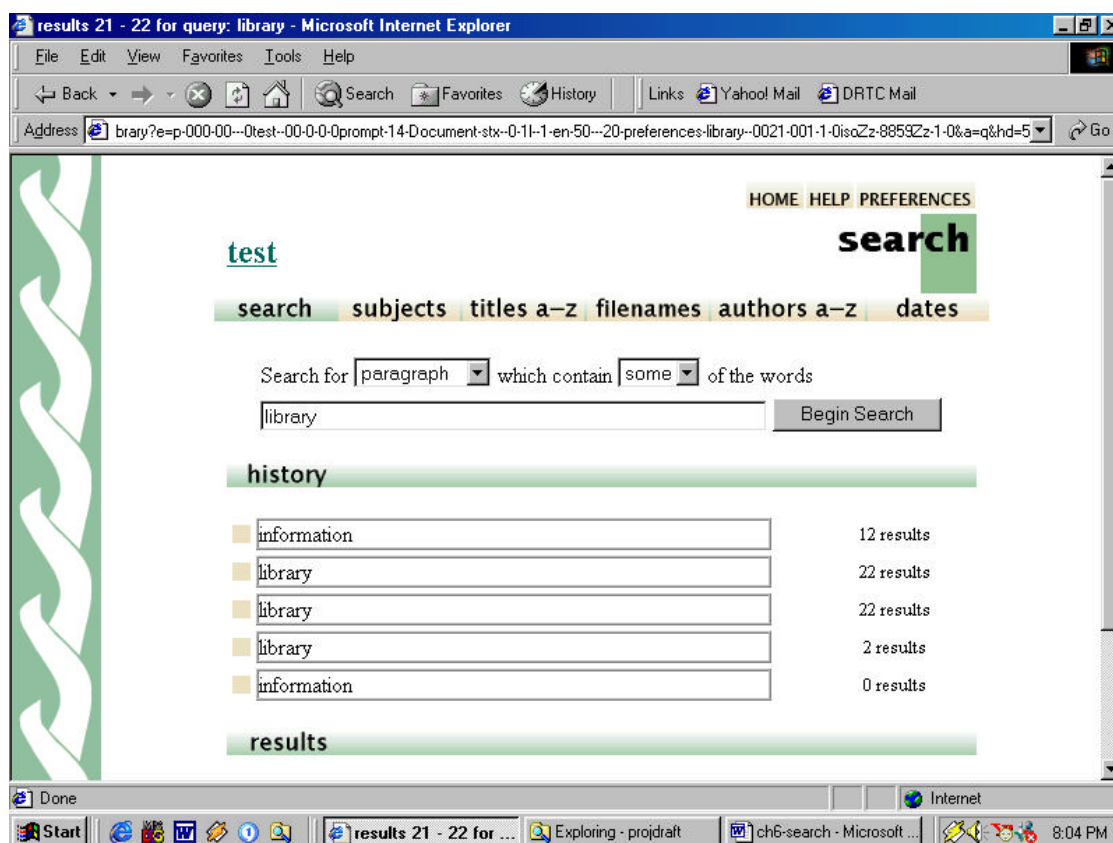 results 21 - 22 for query: library - Microsoft Internet Explorer
File Edit View Favorites Tools Help
Back Search Favorites History Links Yahoo! Mail DRTC Mail
Address brary?e=p-000-00---0test--00-0-0-0prompt-14-Document-stx--0-1l--1-en-50---20-preferences-library--0021-001-1-0isoZz-8859Zz-1-0&a=q&hd=5 Go
HOME HELP PREFERENCES
search
test
search subjects titles a–z filenames authors a–z dates
Search for paragraph which contain some of the words
library Begin Search
history
information 12 results
library 22 results
library 22 results
library 2 results
information 0 results
results
Done Internet
Start results 21 - 22 for ... Exploring - projdraft ch6-search - Microsoft ... 8:04 PM